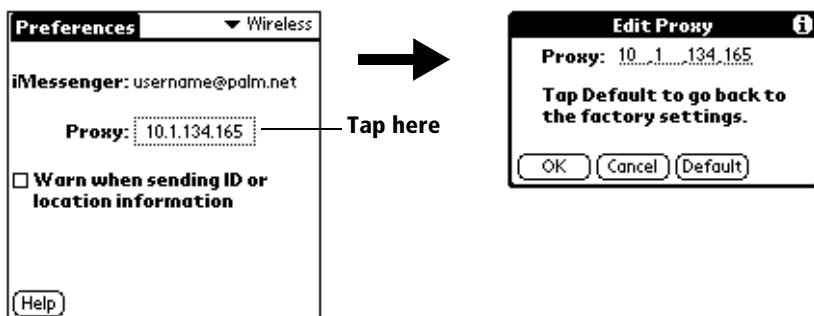 Preferences
Wireless
iMessenger: username@palm.net
Proxy: 10.1.134.165
Tap here
Warn when sending ID or
location information
Help
Edit Proxy
Proxy: 10 .1 .134.165
Tap Default to go back to
the factory settings.
OK Cancel Default